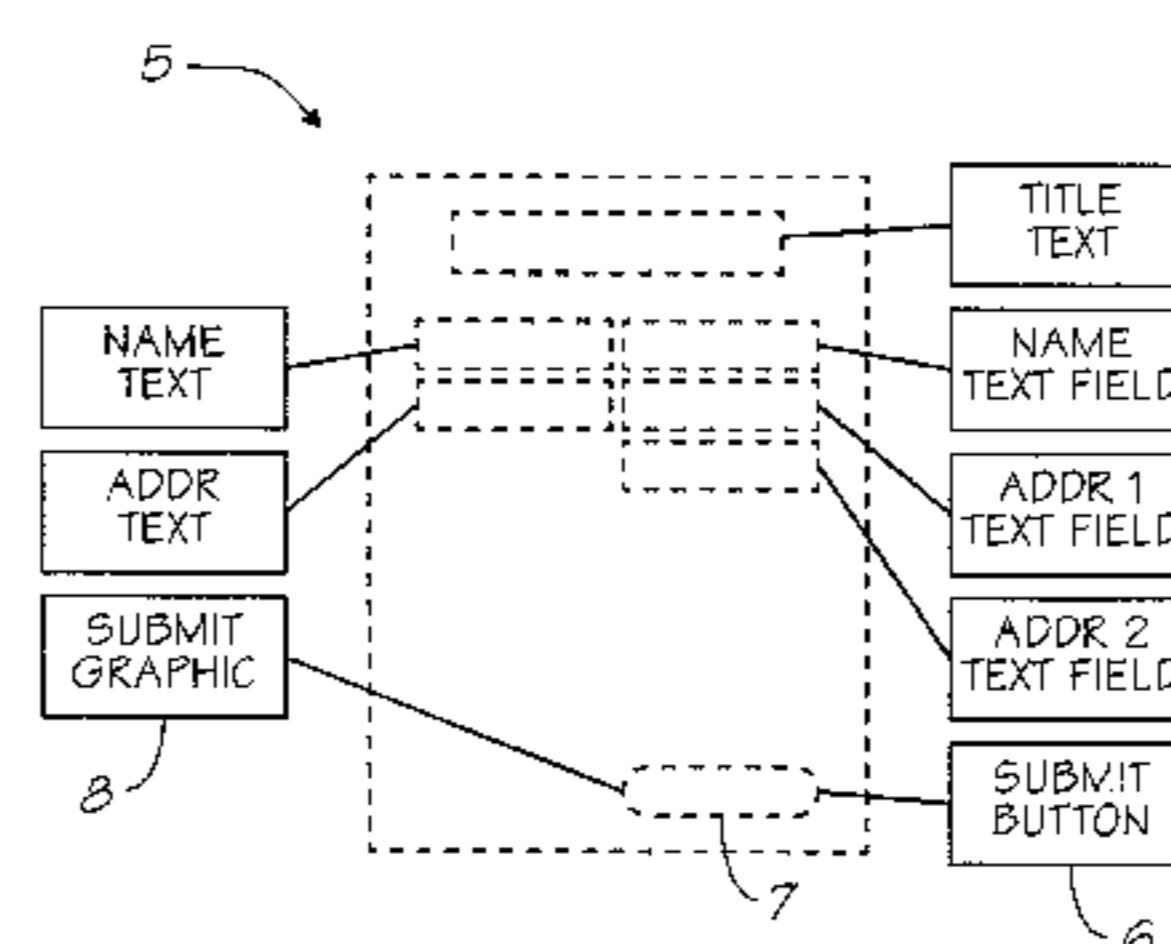 5
TITLE
TEXT
NAME
TEXT
NAME
TEXT FIELD
ADDR
TEXT
ADDR 1
TEXT FIELD
SUBMIT
GRAPHIC
ADDR 2
TEXT FIELD
8
SUBMIT
BUTTON
7
6